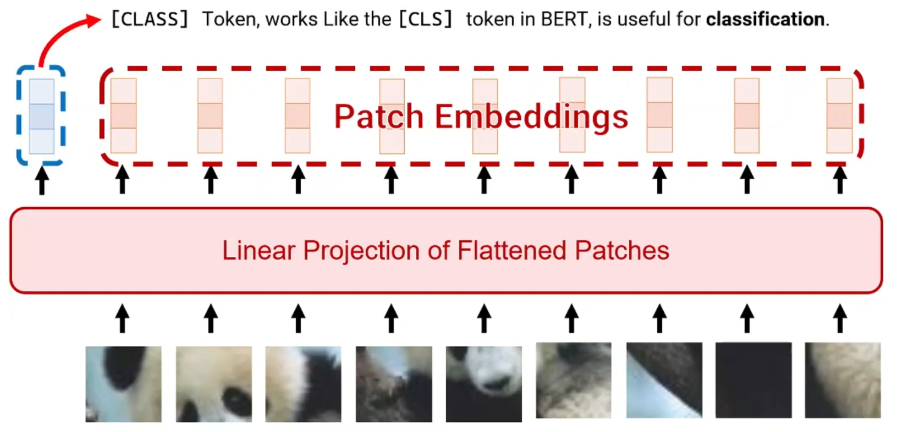 [CLASS] Token, works Like the [CLS] token in BERT, is useful for classification.
Patch Embeddings
Linear Projection of Flattened Patches